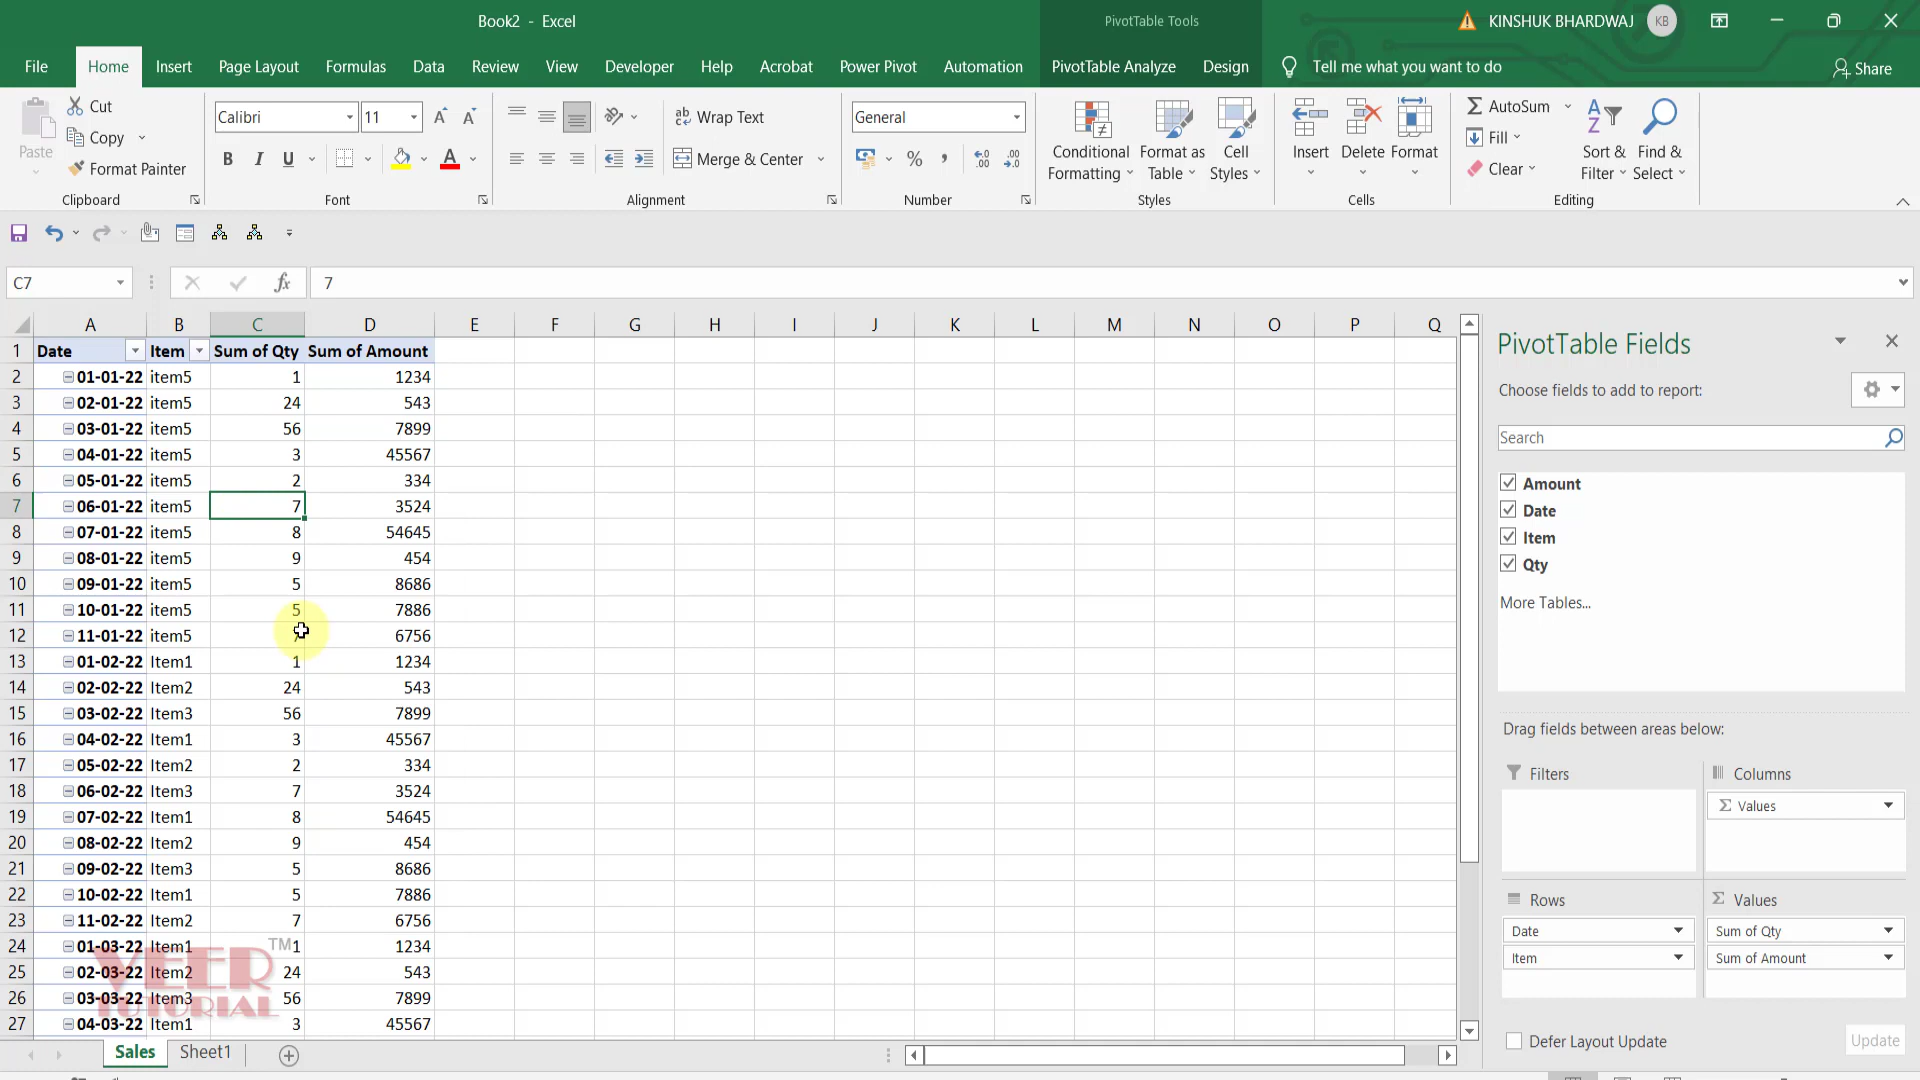 Book2 - Excel
PivotTable Tools
KINSHUK BHARDWAJ
KB
File Home Insert Page Layout Formulas Data Review View Developer Help Acrobat Power Pivot Automation PivotTable Analyze Design Tell me what you want to do Share
Paste
Cut
Copy
Format Painter
Clipboard
Calibri 11
B I U
Font
Wrap Text
Merge & Center
Alignment
General
Number
Conditional Formatting
Format as Table
Cell Styles
Styles
Insert Delete Format
Cells
AutoSum
Fill
Clear
Sort & Filter
Find & Select
Editing
C7 fx 7
A B C D E F G H I J K L M N O P Q
1 Date Item Sum of Qty Sum of Amount
2 01-01-22 item5 1 1234
3 02-01-22 item5 24 543
4 03-01-22 item5 56 7899
5 04-01-22 item5 3 45567
6 05-01-22 item5 2 334
7 06-01-22 item5 7 3524
8 07-01-22 item5 8 54645
9 08-01-22 item5 9 454
10 09-01-22 item5 5 8686
11 10-01-22 item5 5 7886
12 11-01-22 item5 6756
13 01-02-22 Item1 1 1234
14 02-02-22 Item2 24 543
15 03-02-22 Item3 56 7899
16 04-02-22 Item1 3 45567
17 05-02-22 Item2 2 334
18 06-02-22 Item3 7 3524
19 07-02-22 Item1 8 54645
20 08-02-22 Item2 9 454
21 09-02-22 Item3 5 8686
22 10-02-22 Item1 5 7886
23 11-02-22 Item2 7 6756
24 01-03-22 Item1 1 1234
25 02-03-22 Item2 24 543
26 03-03-22 Item3 56 7899
27 04-03-22 Item1 3 45567
VEER TM
TUTORIAL
Sales Sheet1
PivotTable Fields
Choose fields to add to report:
Search
Amount
Date
Item
Qty
More Tables...
Drag fields between areas below:
Filters
Columns
Σ Values
Rows
Date
Item
Σ Values
Sum of Qty
Sum of Amount
Defer Layout Update
Update